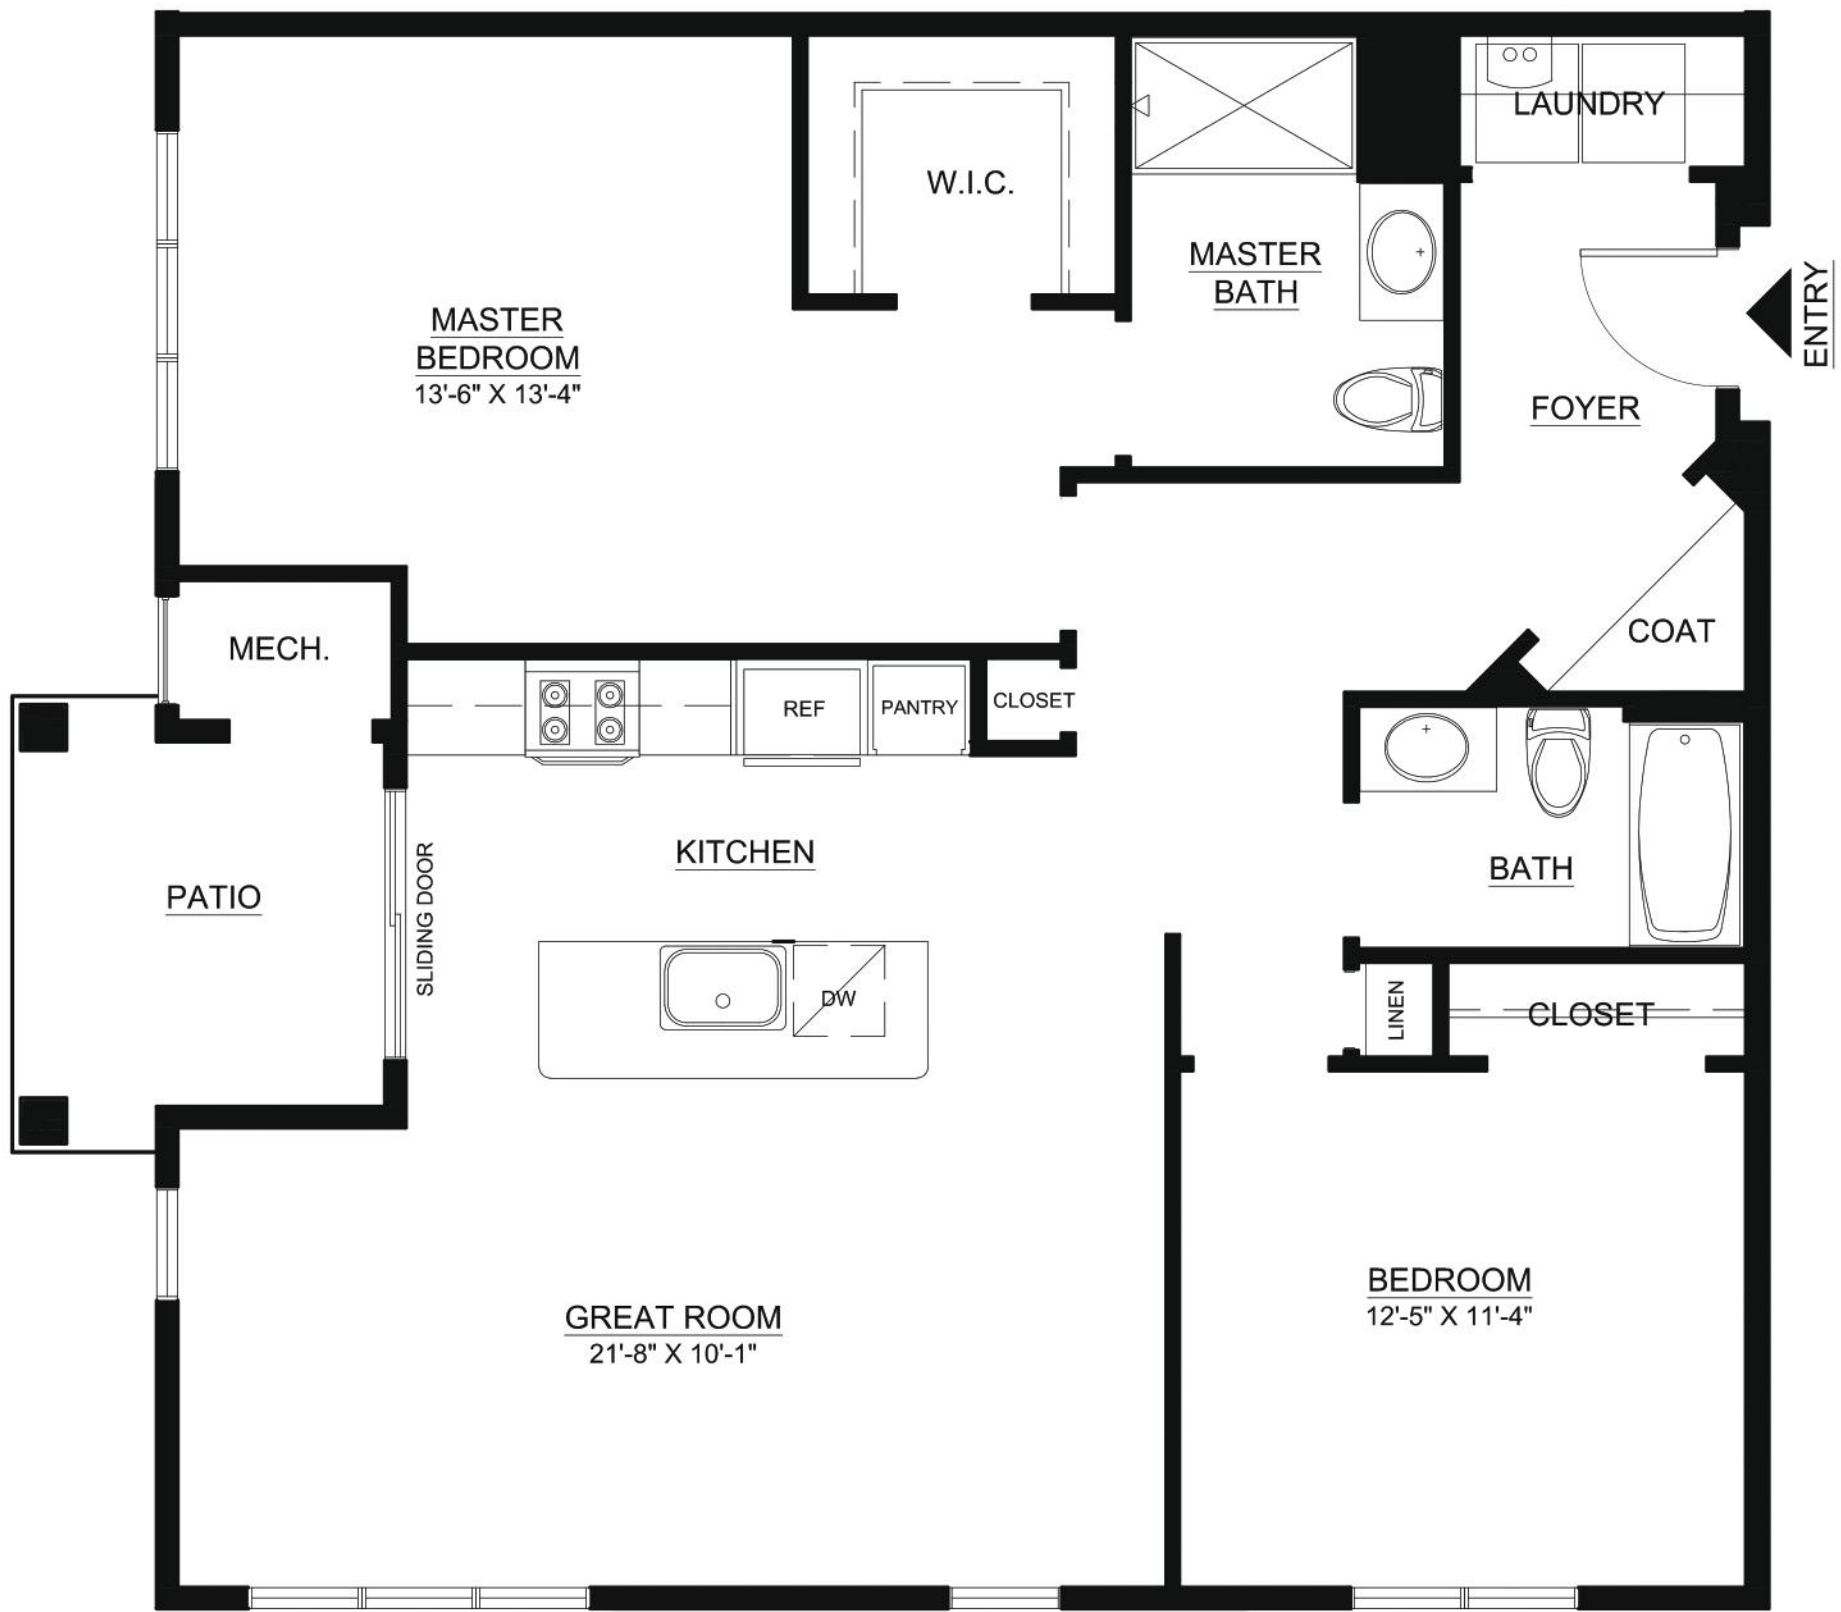 LAUNDRY
W.I.C.
MASTER
BATH
ENTRY
MASTER
BEDROOM
13'-6" X 13'-4"
FOYER
COAT
MECH.
CLOSET
REF
PANTRY
KITCHEN
BATH
PATIO
SLIDING DOOR
DW
LINEN
CLOSET
BEDROOM
12'-5" X 11'-4"
GREAT ROOM
21'-8" X 10'-1"